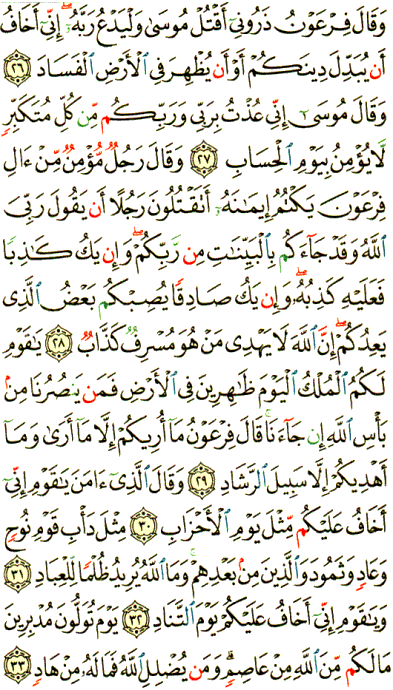 وَقَالَ فِرْعَوْنُ ذَرُونِىٓ أَقْتُلْ مُوسَىٰ وَلْيَدْعُ رَبَّهُۥٓ ۖ إِنِّىٓ أَخَافُ
أَن يُبَدِّلَ دِينَكُمْ أَوْ أَن يُظْهِرَ فِى ٱلْأَرْضِ ٱلْفَسَادَ ٢٦
وَقَالَ مُوسَىٰٓ إِنِّى عُذْتُ بِرَبِّى وَرَبِّكُم مِّن كُلِّ مُتَكَبِّرٍ
لَّا يُؤْمِنُ بِيَوْمِ ٱلْحِسَابِ ٢٧ وَقَالَ رَجُلٌ مُّؤْمِنٌ مِّنْ ءَالِ
فِرْعَوْنَ يَكْتُمُ إِيمَٰنَهُۥٓ أَتَقْتُلُونَ رَجُلًا أَن يَقُولَ رَبِّىَ
ٱللَّهُ وَقَدْ جَآءَكُم بِٱلْبَيِّنَٰتِ مِن رَّبِّكُمْ ۖ وَإِن يَكُ كَٰذِبًا
فَعَلَيْهِ كَذِبُهُۥ ۖ وَإِن يَكُ صَادِقًا يُصِبْكُم بَعْضُ ٱلَّذِى
يَعِدُكُمْ ۖ إِنَّ ٱللَّهَ لَا يَهْدِى مَنْ هُوَ مُسْرِفٌ كَذَّابٌ ٢٨ يَٰقَوْمِ
لَكُمُ ٱلْمُلْكُ ٱلْيَوْمَ ظَٰهِرِينَ فِى ٱلْأَرْضِ فَمَن يَنصُرُنَا مِنۢ
بَأْسِ ٱللَّهِ إِن جَآءَنَا ۚ قَالَ فِرْعَوْنُ مَآ أُرِيكُمْ إِلَّا مَآ أَرَىٰ وَمَآ
أَهْدِيكُمْ إِلَّا سَبِيلَ ٱلرَّشَادِ ٢٩ وَقَالَ ٱلَّذِىٓ ءَامَنَ يَٰقَوْمِ إِنِّىٓ
أَخَافُ عَلَيْكُم مِّثْلَ يَوْمِ ٱلْأَحْزَابِ ٣٠ مِثْلَ دَأْبِ قَوْمِ نُوحٍ
وَعَادٍ وَثَمُودَ وَٱلَّذِينَ مِنۢ بَعْدِهِمْ ۚ وَمَا ٱللَّهُ يُرِيدُ ظُلْمًا لِّلْعِبَادِ ٣١
وَيَٰقَوْمِ إِنِّىٓ أَخَافُ عَلَيْكُمْ يَوْمَ ٱلتَّنَادِ ٣٢ يَوْمَ تُوَلُّونَ مُدْبِرِينَ
مَا لَكُم مِّنَ ٱللَّهِ مِنْ عَاصِمٍ ۗ وَمَن يُضْلِلِ ٱللَّهُ فَمَا لَهُۥ مِنْ هَادٍ ٣٣